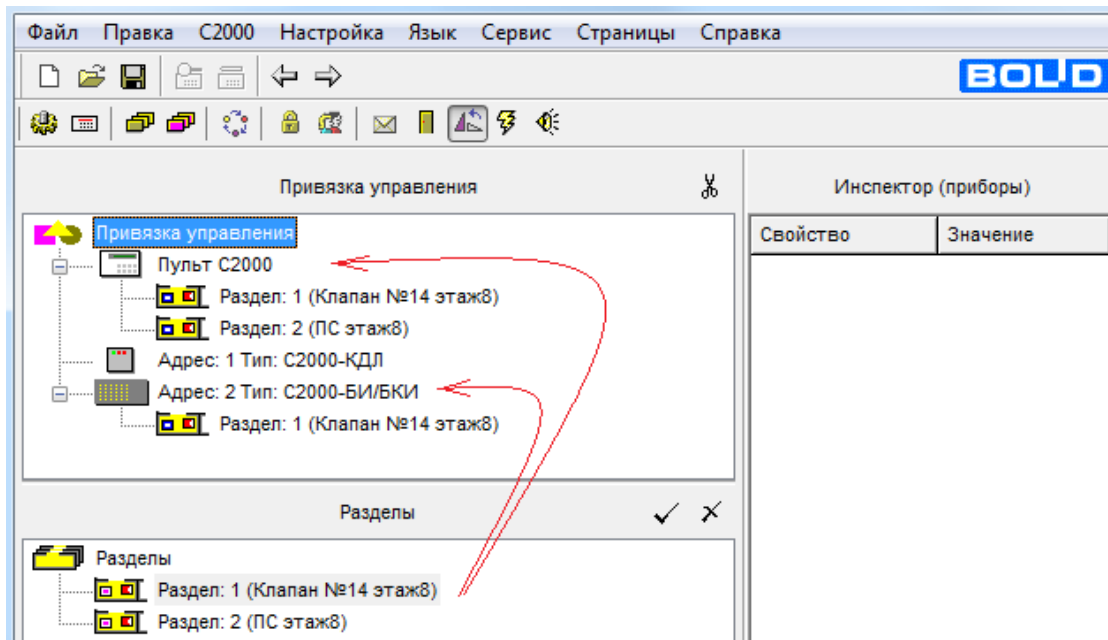 Файл Правка С2000 Настройка Язык Сервис Страницы Справка
BOLID
Привязка управления
Инспектор (приборы)
Привязка управления
Свойство Значение
Пульт С2000
Раздел: 1 (Клапан №14 этаж8)
Раздел: 2 (ПС этаж8)
Адрес: 1 Тип: С2000-КДЛ
Адрес: 2 Тип: С2000-БИ/БКИ
Раздел: 1 (Клапан №14 этаж8)
Разделы
Разделы
Раздел: 1 (Клапан №14 этаж8)
Раздел: 2 (ПС этаж8)